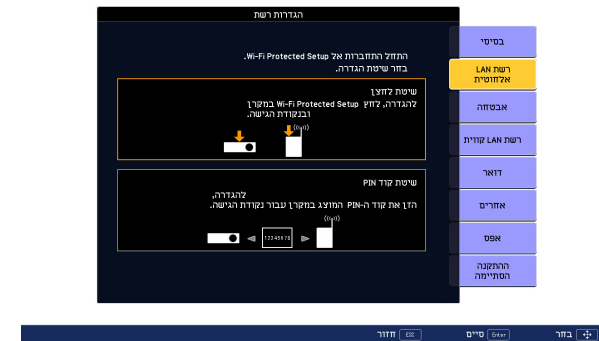 הגדרות רשת
התחל התחברות אל Wi-Fi Protected Setup.
בחר שיטת הגדרה.
שיטת לחצן
להגדרה, לחץ Wi-Fi Protected Setup במקרן
ובנקודת הגישה.
שיטת קוד PIN
להגדרה,
הזן את קוד ה-PIN המוצג במקרן עבור נקודת הגישה.
12345678
בסיסי
רשת LAN
אלחוטית
אבטחה
רשת LAN קווית
דואר
אחרים
אפס
ההתקנה
הסתיימה
בחר
Enter סיים
Esc חזור